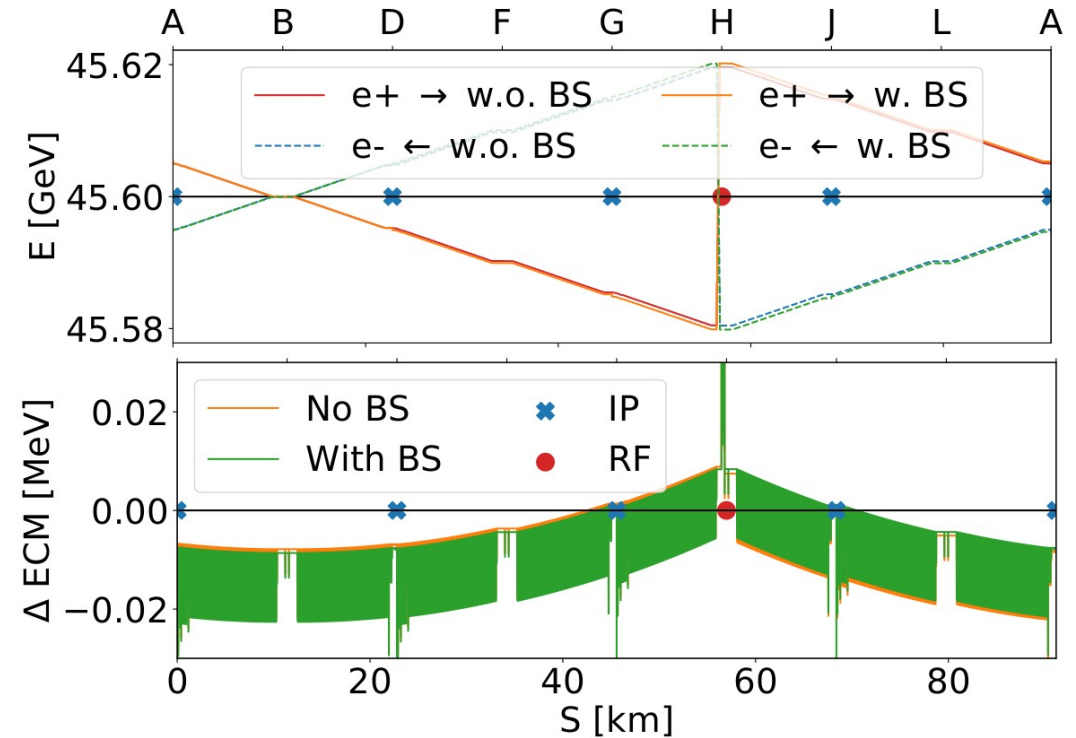 A B D F G H J L A
45.62
e+ → w.o. BS e+ → w. BS
e- ← w.o. BS e- ← w. BS
E [GeV]
45.60
45.58
0.02
No BS IP
With BS RF
Δ ECM [MeV]
0.00
−0.02
0 20 40 60 80
S [km]